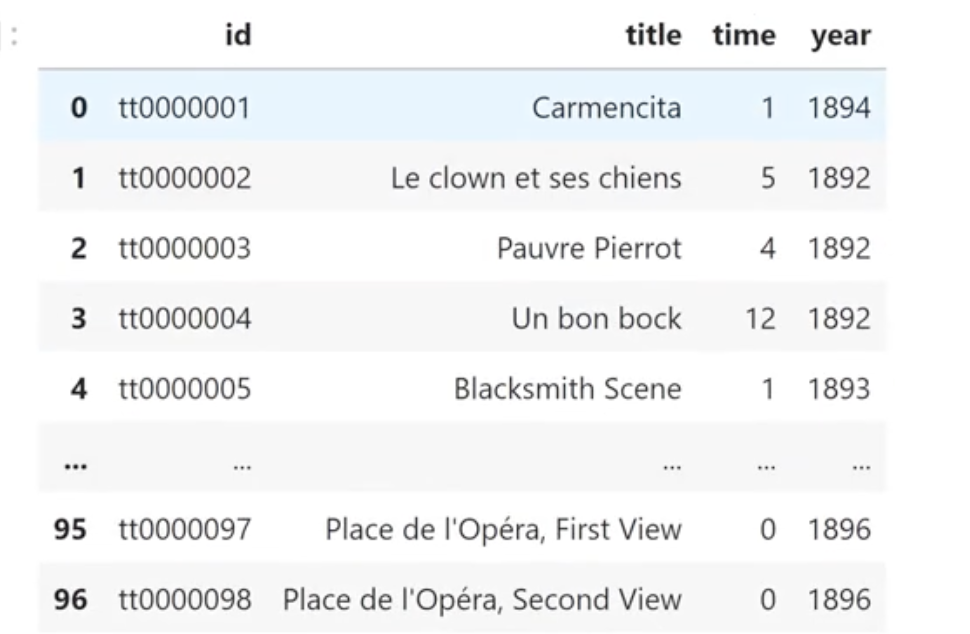 : id title time year
0 tt0000001 Carmencita 1 1894
1 tt0000002 Le clown et ses chiens 5 1892
2 tt0000003 Pauvre Pierrot 4 1892
3 tt0000004 Un bon bock 12 1892
4 tt0000005 Blacksmith Scene 1 1893
... ... ... ... ...
95 tt0000097 Place de l'Opéra, First View 0 1896
96 tt0000098 Place de l'Opéra, Second View 0 1896